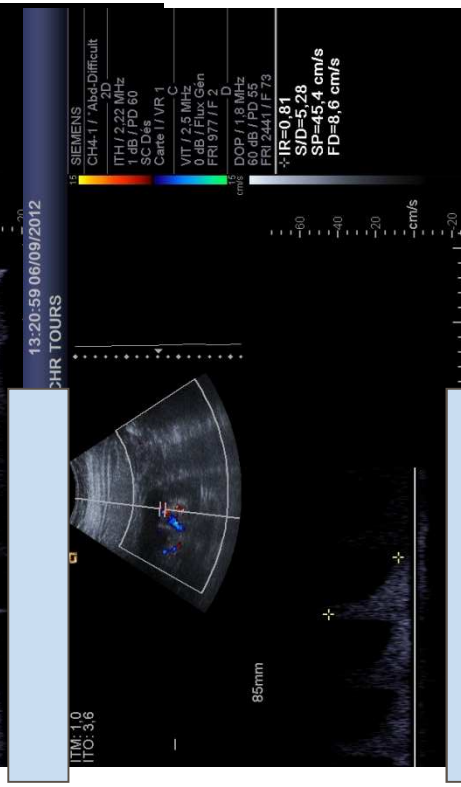 13:20:59 06/09/2012
CHR TOURS
ITM: 1,0
ITO: 3,6
85mm
SIEMENS
CH4-1 / *Abd-Difficult
2D
ITH / 2,22 MHz
1 dB / PD 60
SC Dés
Carte I / VR 1
C
VIT / 2,5 MHz
0 dB / Flux Gén
FRI 977 / F 2
D
DOP / 1,8 MHz
60 dB / PD 55
FRI 2441 / F 73
IR=0,81
S/D=5,28
SP=45,4 cm/s
FD=8,6 cm/s
15
15
cm/s
-60
-40
-20
-cm/s
-20
-20